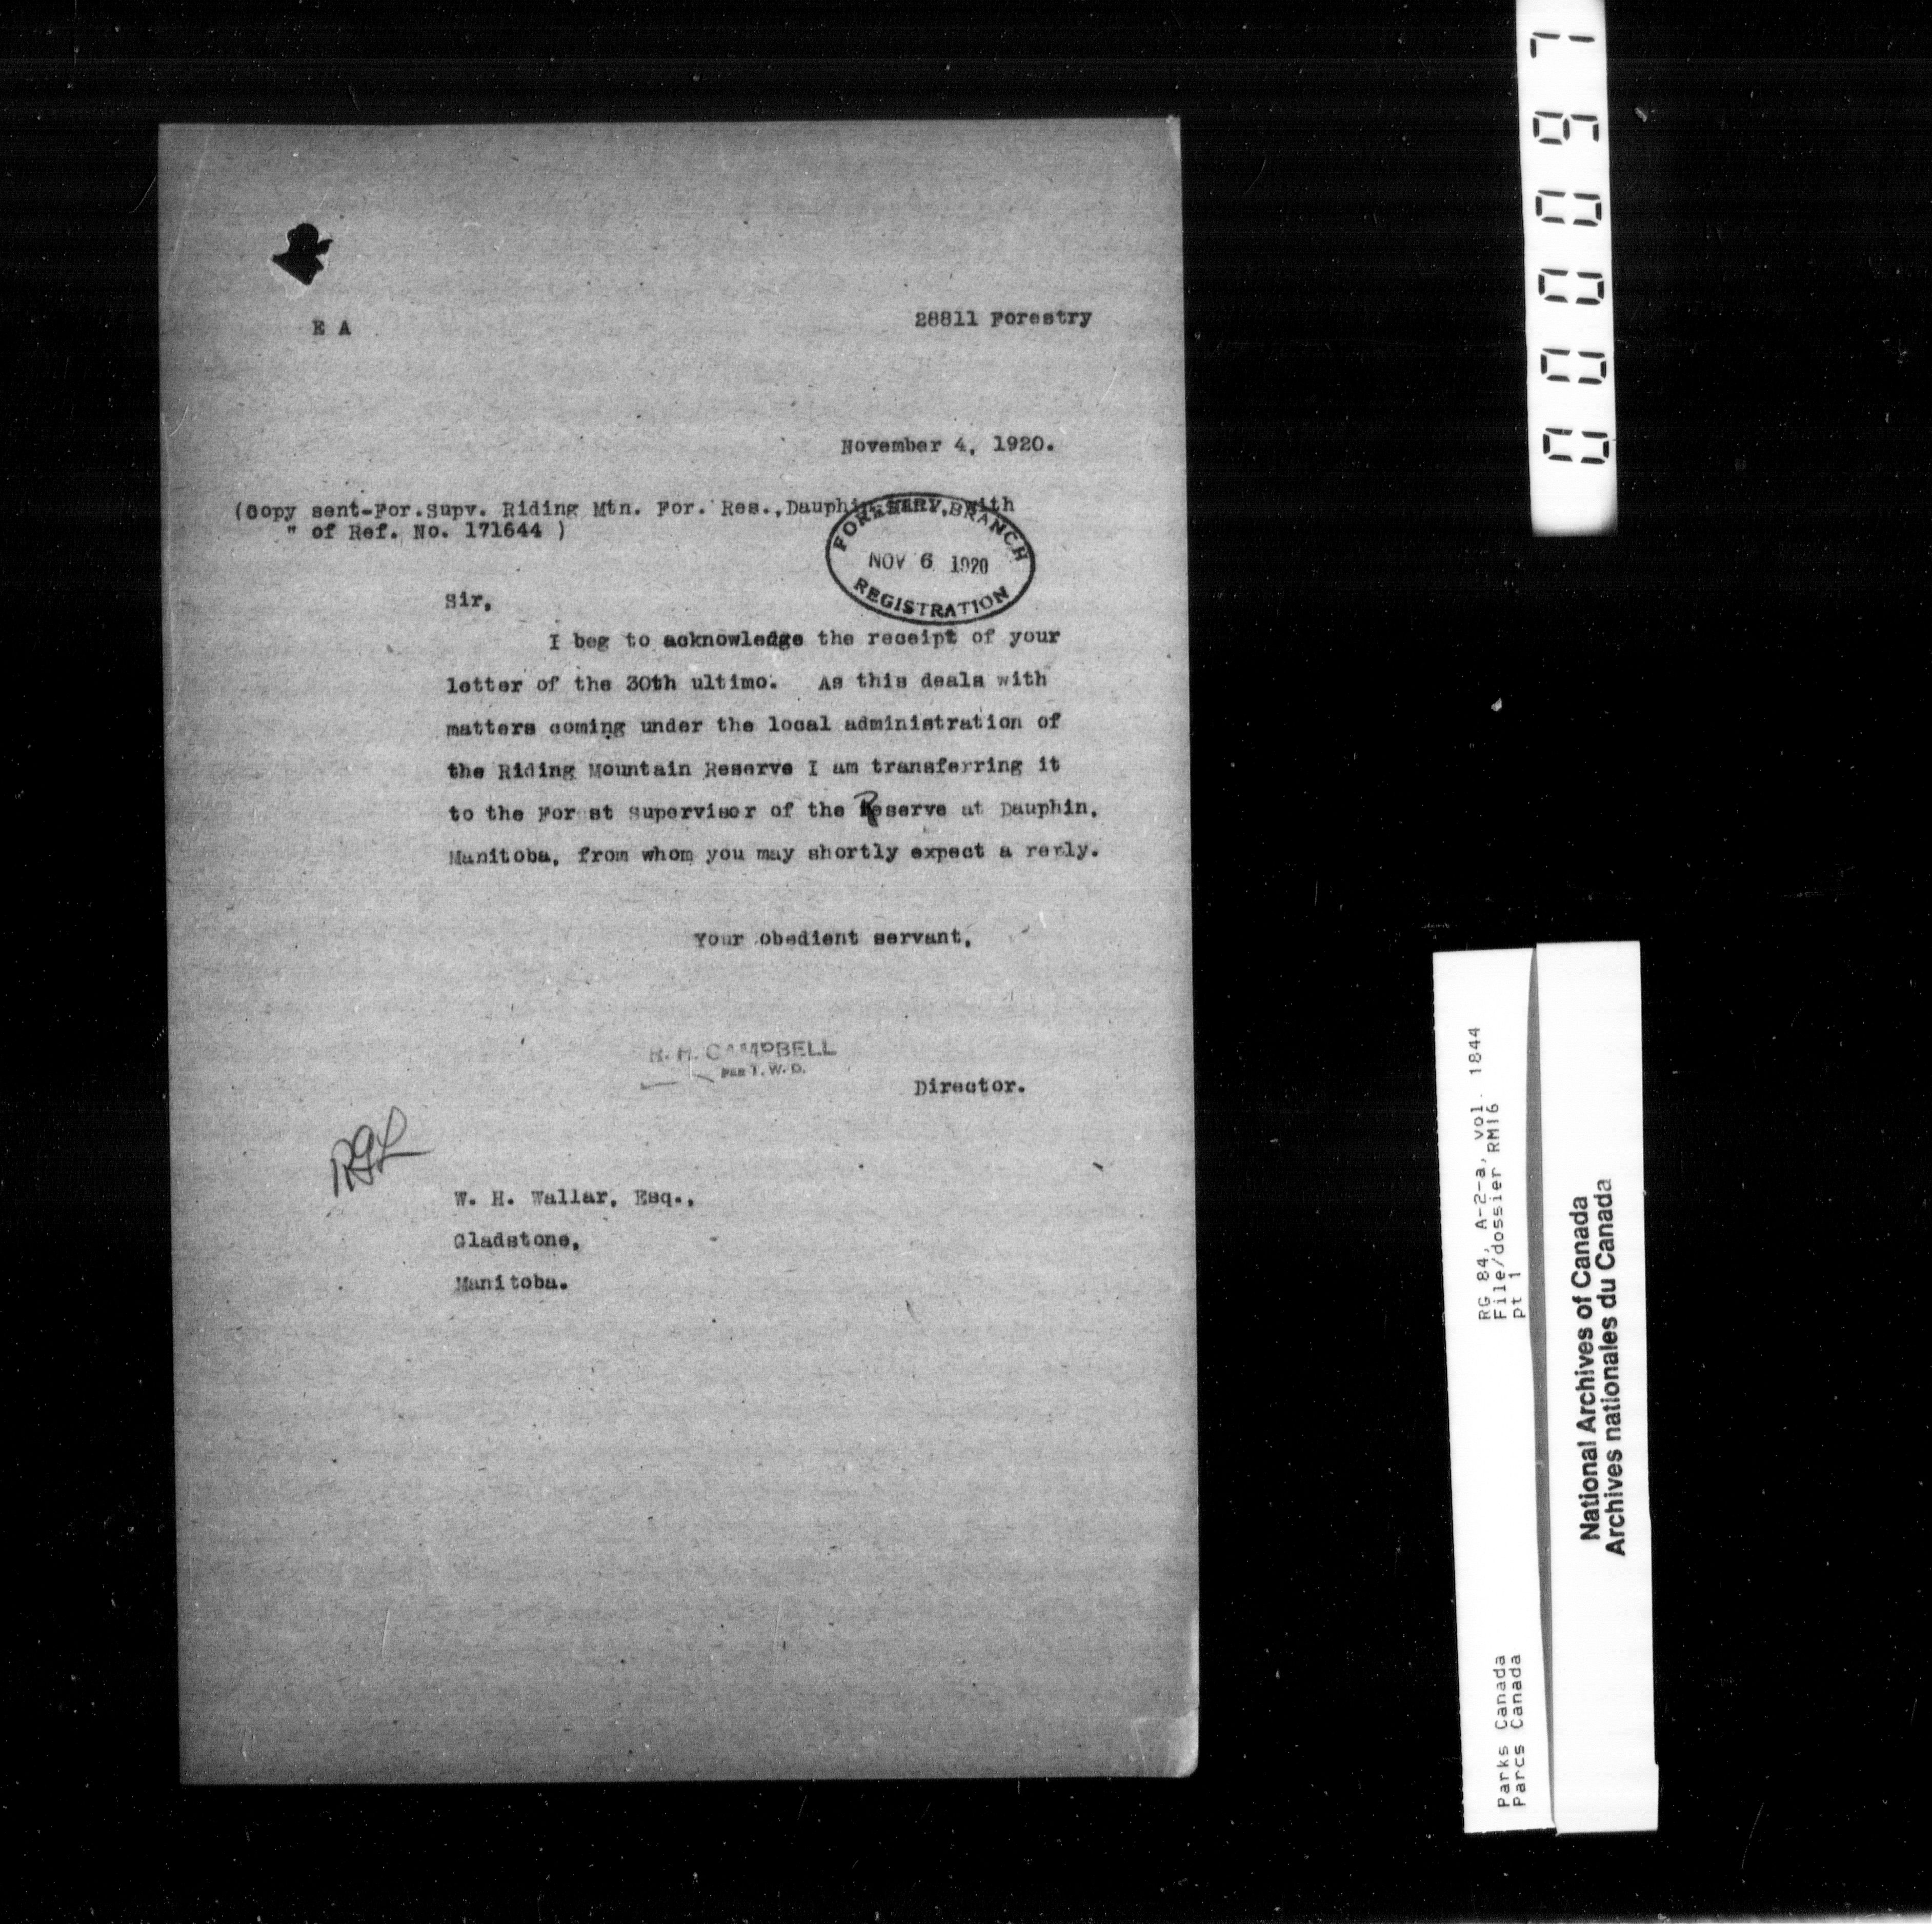 E A
28811 Forestry
November 4, 1920.
(Copy sent-For.Supv. Riding Mtn. For. Res.,Dauphin, with
" of Ref. No. 171644 )
FORESTRY BRANCH
NOV 6 1920
REGISTRATION
Sir,
I beg to acknowledge the receipt of your
letter of the 30th ultimo. As this deals with
matters coming under the local administration of
the Riding Mountain Reserve I am transferring it
to the For st Supervisor of the Reserve at Dauphin,
Manitoba, from whom you may shortly expect a reply.
Your obedient servant,
R. H. CAMPBELL
PER T. W. D.
Director.
W. H. Wallar, Esq.,
Gladstone,
Manitoba.
RG 84, A-2-a, vol. 1844
File/dossier RM16
pt 1
Parks Canada
Parcs Canada
National Archives of Canada
Archives nationales du Canada